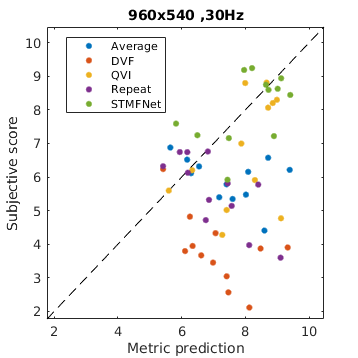 960x540 ,30Hz
Average
DVF
QVI
Repeat
STMFNet
10
9
8
7
6
5
4
3
2
Subjective score
2 4 6 8 10
Metric prediction